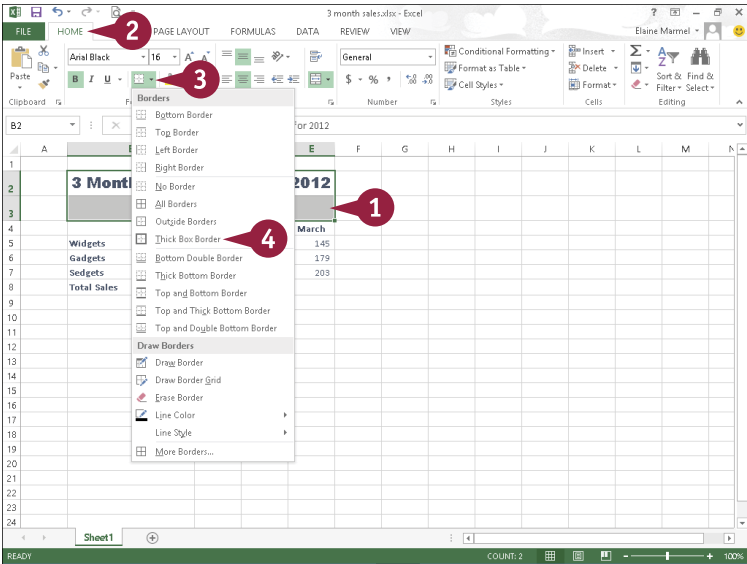 3 month sales.xlsx - Excel
FILE HOME PAGE LAYOUT FORMULAS DATA REVIEW VIEW Elaine Marmel
2
Arial Black 16 A A General Conditional Formatting Insert
Format as Table Delete
Paste B I U $ % , Cell Styles Format Sort & Filter Find & Select
3
Clipboard Number Styles Cells Editing
B2 for 2012
A E F G H I J K L M
1
2 3 Mont 2012
3
1
4 March
5 Widgets 145
6 Gadgets 179
7 Sedgets 203
8 Total Sales
9
10
11
12
13
14
15
16
17
18
19
20
21
22
23
24
Borders
Bottom Border
Top Border
Left Border
Right Border
No Border
All Borders
Outside Borders
Thick Box Border
4
Bottom Double Border
Thick Bottom Border
Top and Bottom Border
Top and Thick Bottom Border
Top and Double Bottom Border
Draw Borders
Draw Border
Draw Border Grid
Erase Border
Line Color
Line Style
More Borders...
Sheet1
READY COUNT: 2 100%